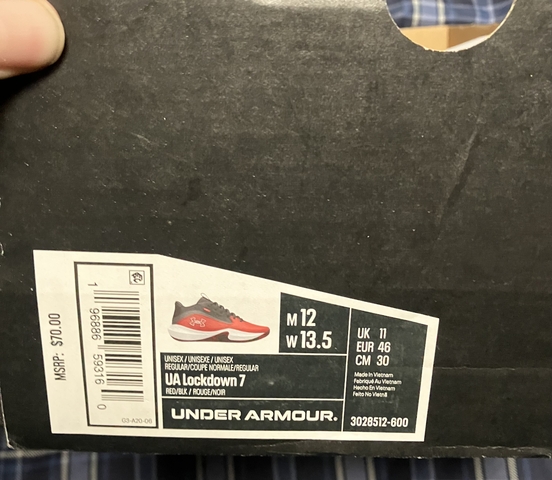 MSRP: $70.00
1 96886 59316 0
03-A20-06
M 12
W 13.5
UK 11
EUR 46
CM 30
UNISEX / UNISEXE / UNISEX
REGULAR/COUPE NORMALE/REGULAR
UA Lockdown 7
RED/BLK / ROUGE/NOIR
UNDER ARMOUR.
Made In Vietnam
Fabriqué Au Vietnam
Hecho En Vietnam
Feito No Vietnã
3028512-600